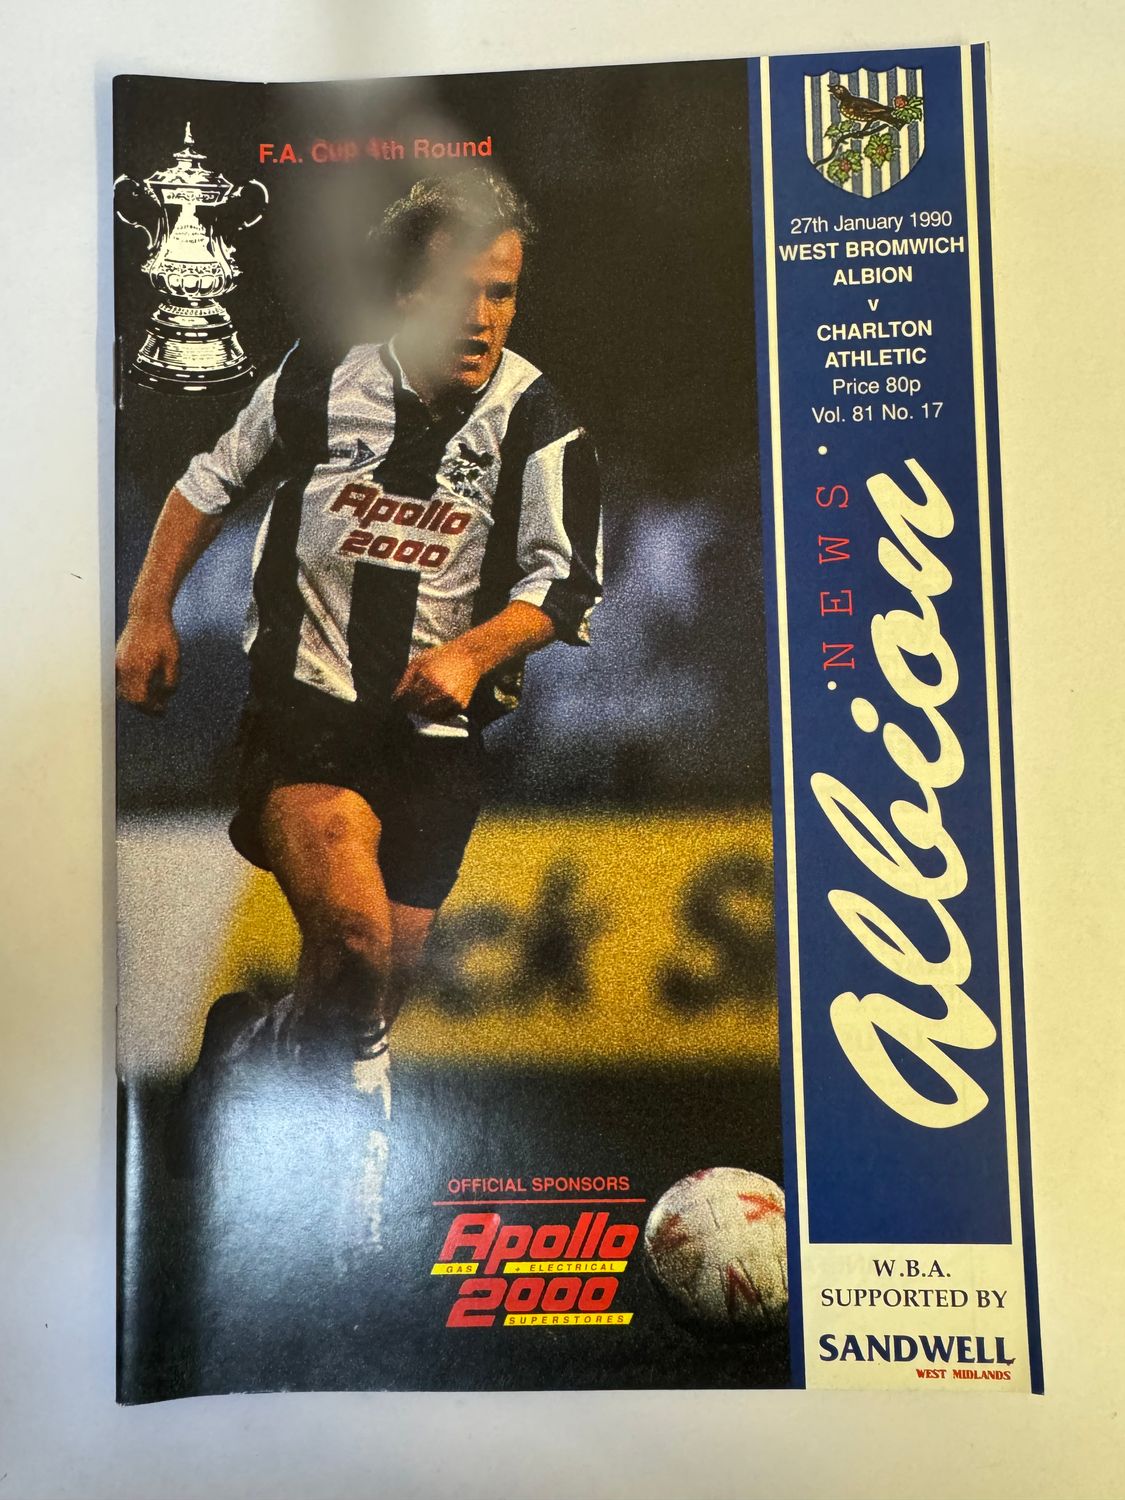 F.A. Cup 4th Round
27th January 1990
WEST BROMWICH
ALBION
v
CHARLTON
ATHLETIC
Price 80p
Vol. 81 No. 17
• NEWS •
albion
Apollo
2000
OFFICIAL SPONSORS
Apollo
GAS + ELECTRICAL
2000
SUPERSTORES
W.B.A.
SUPPORTED BY
SANDWELL
WEST MIDLANDS